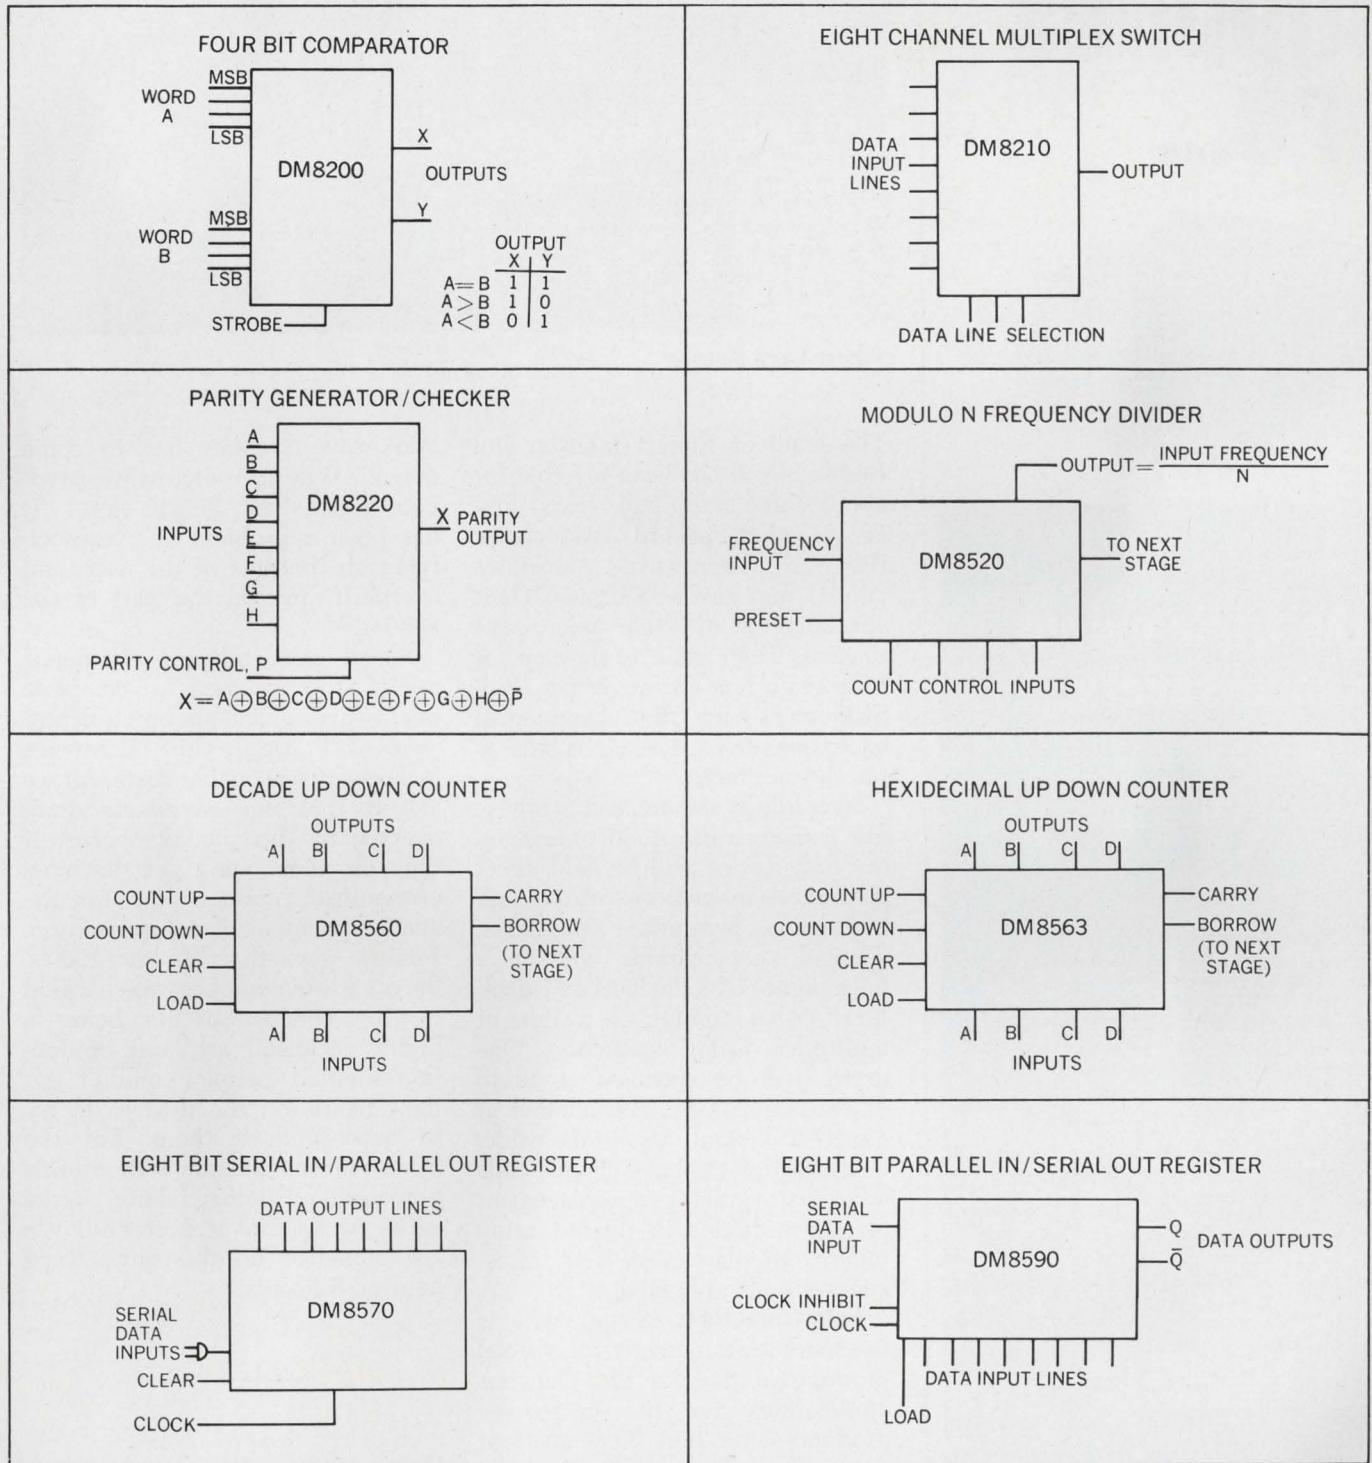 FOUR BIT COMPARATOR
MSB
WORD
A
LSB
DM8200
X
OUTPUTS
Y
MSB
WORD
B
LSB
STROBE
OUTPUT
X Y
A=B 1 1
A>B 1 0
A<B 0 1
EIGHT CHANNEL MULTIPLEX SWITCH
DATA
INPUT
LINES
DM8210
OUTPUT
DATA LINE SELECTION
PARITY GENERATOR/CHECKER
A
B
C
D
E
F
G
H
INPUTS
DM8220
X PARITY
OUTPUT
PARITY CONTROL, P
X=A⊕B⊕C⊕D⊕E⊕F⊕G⊕H⊕P̄
MODULO N FREQUENCY DIVIDER
OUTPUT=INPUT FREQUENCY
N
FREQUENCY
INPUT
DM8520
TO NEXT
STAGE
PRESET
COUNT CONTROL INPUTS
DECADE UP DOWN COUNTER
OUTPUTS
A B C D
COUNT UP
COUNT DOWN
CLEAR
LOAD
DM8560
CARRY
BORROW
(TO NEXT
STAGE)
A B C D
INPUTS
HEXIDECIMAL UP DOWN COUNTER
OUTPUTS
A B C D
COUNT UP
COUNT DOWN
CLEAR
LOAD
DM8563
CARRY
BORROW
(TO NEXT
STAGE)
A B C D
INPUTS
EIGHT BIT SERIAL IN/PARALLEL OUT REGISTER
DATA OUTPUT LINES
DM8570
SERIAL
DATA
INPUTS
CLEAR
CLOCK
EIGHT BIT PARALLEL IN/SERIAL OUT REGISTER
SERIAL
DATA
INPUT
DM8590
Q
Q̄
DATA OUTPUTS
CLOCK INHIBIT
CLOCK
DATA INPUT LINES
LOAD